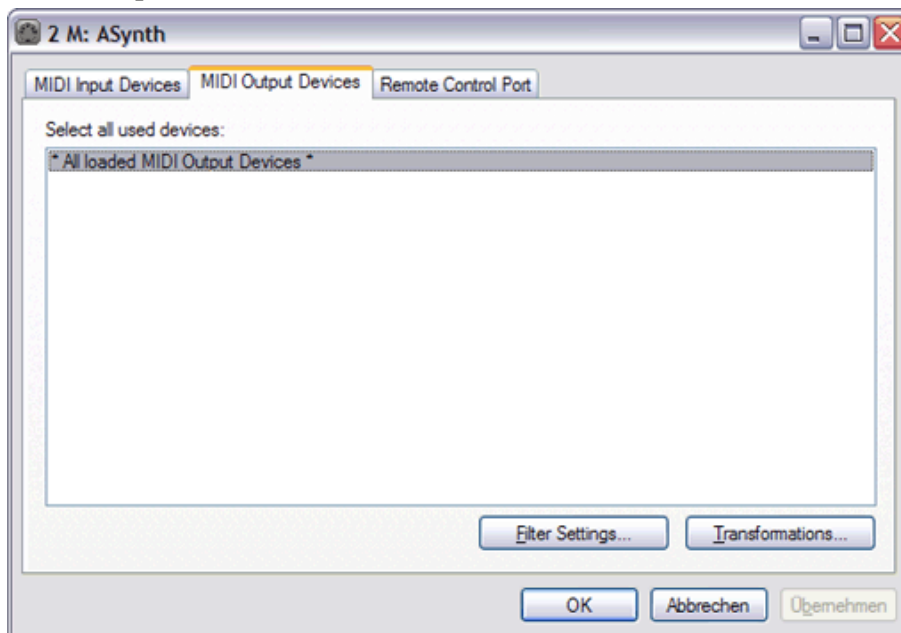 2 M: ASynth
MIDI Input Devices MIDI Output Devices Remote Control Port
Select all used devices:
* All loaded MIDI Output Devices *
Filter Settings... Transformations...
OK Abbrechen Übernehmen